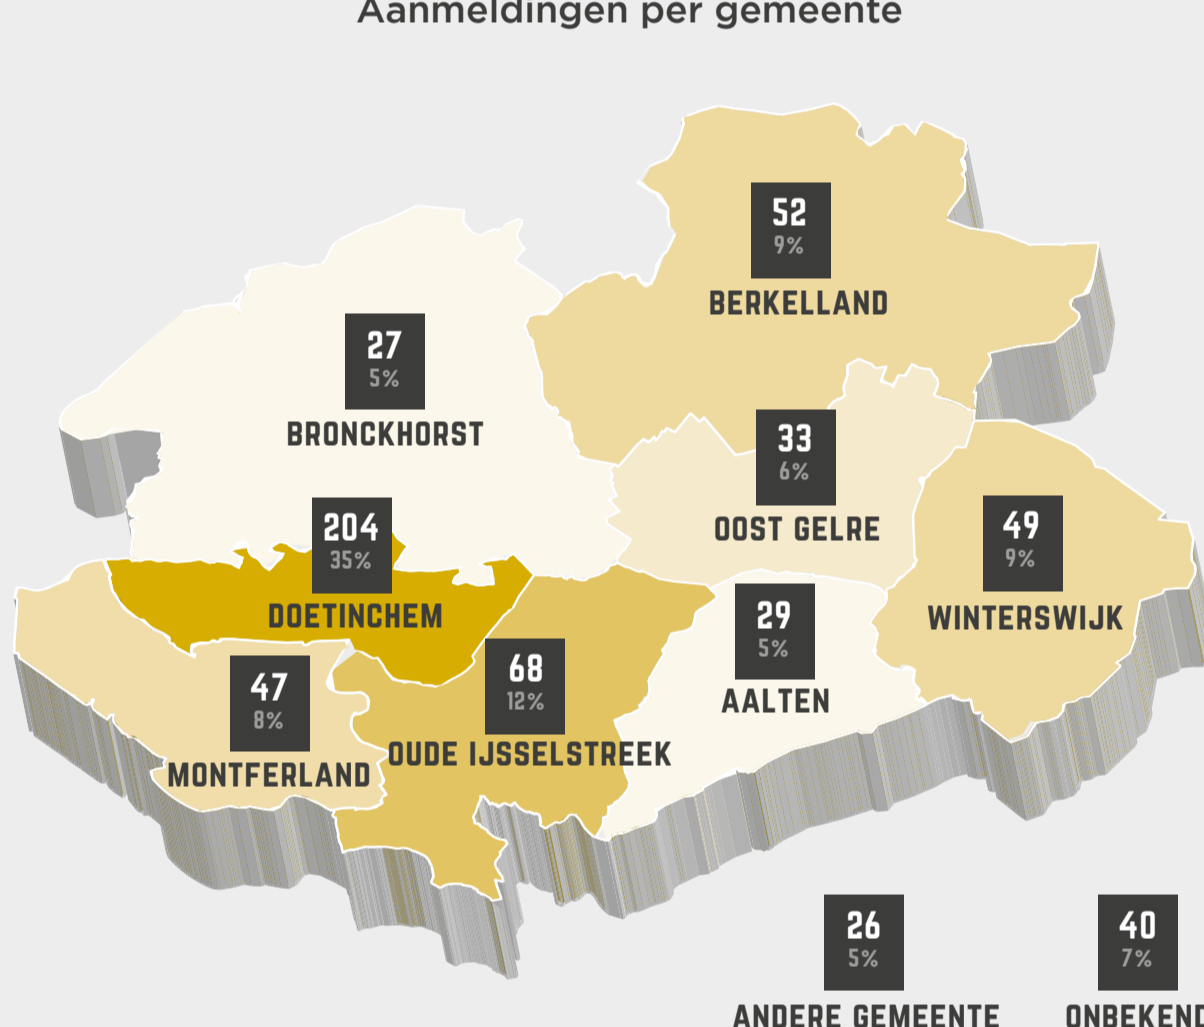 Aanmeldingen per gemeente
52
9%
BERKELLAND
27
5%
BRONCKHORST
33
6%
OOST GELRE
49
9%
WINTERSWIJK
204
35%
DOETINCHEM
29
5%
AALTEN
68
12%
OUDE IJSSELSTREEK
47
8%
MONTFERLAND
26
5%
ANDERE GEMEENTE
40
7%
ONBEKEND